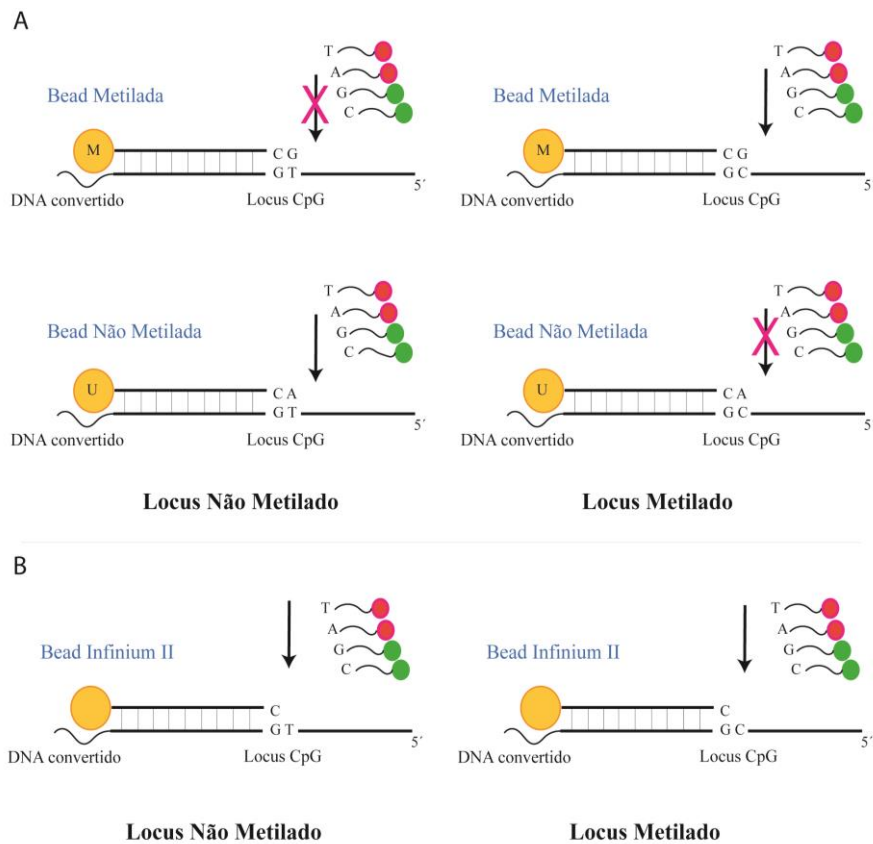 A
T
A
G
C
Bead Metilada
M
C G
G T
5´
DNA convertido
Locus CpG
T
A
G
C
Bead Metilada
M
C G
G C
5´
DNA convertido
Locus CpG
T
A
G
C
Bead Não Metilada
U
C A
G T
5´
DNA convertido
Locus CpG
T
A
G
C
Bead Não Metilada
U
C A
G C
5
DNA convertido
Locus CpG
Locus Não Metilado
Locus Metilado
B
T
A
G
C
Bead Infinium II
C
G T
5´
DNA convertido
Locus CpG
T
A
G
C
Bead Infinium II
C
G C
5´
DNA convertido
Locus CpG
Locus Não Metilado
Locus Metilado